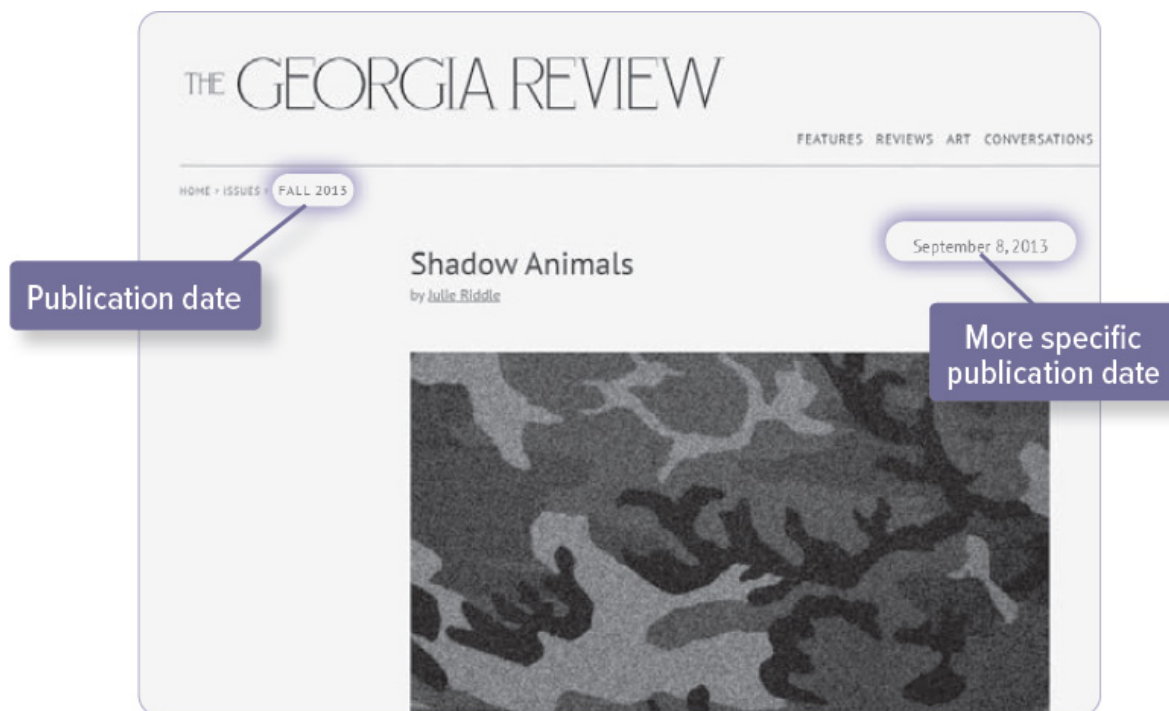 THE GEORGIA REVIEW
FEATURES REVIEWS ART CONVERSATIONS
HOME › ISSUES › FALL 2013
September 8, 2013
Publication date
Shadow Animals
by Julie Riddle
More specific
publication date